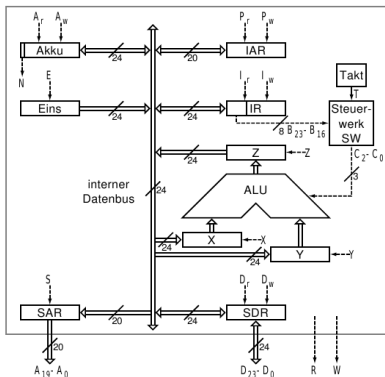 A_r A_w P_r P_w
Akku 24 20 IAR
N
E I_r I_w Takt
T
Eins 24 24 IR Steuer-
werk
SW
8 B_23- B_16
C_2- C_0
3
24 Z Z
interner
Datenbus
24
ALU
24 X X
24 Y Y
S D_r D_w
SAR 20 24 SDR
20 24
A_19- A_0 D_23- D_0 R W